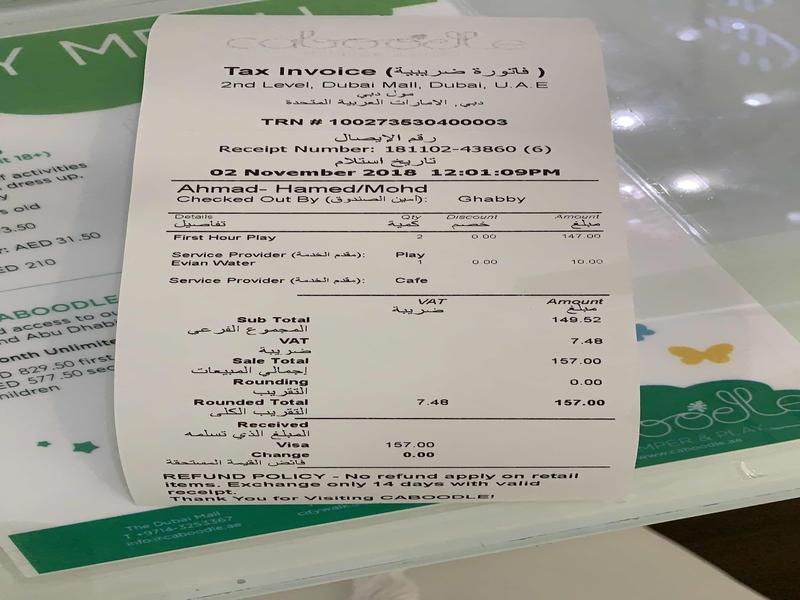 caboodle
Tax Invoice (فاتورة ضريبية )
2nd Level, Dubai Mall, Dubai, U.A.E
مول دبي
دبي, الامارات العربية المتحدة
TRN # 100273530400003
رقم الإيصال
Receipt Number: 181102-43860 (6)
تاريخ استلام
02 November 2018 12:01:09PM
Ahmad- Hamed/Mohd
Checked Out By (أمين الصندوق): Ghabby
Details Qty Discount Amount
تفاصيل كمية خصم مبلغ
First Hour Play 2 0.00 147.00
Service Provider (مقدم الخدمة): Play
Evian Water 1 0.00 10.00
Service Provider (مقدم الخدمة): Cafe
VAT Amount
ضريبة مبلغ
Sub Total 149.52
المجموع الفرعي
VAT 7.48
ضريبة
Sale Total 157.00
إجمالي المبيعات
Rounding 0.00
التقريب
Rounded Total 7.48 157.00
التقريب الكلى
Received
المبلغ الذي تسلمه
Visa 157.00
Change 0.00
فائض القيمة المستحقة
REFUND POLICY - No refund apply on retail
items. Exchange only 14 days with valid
receipt.
Thank You for Visiting CABOODLE!
18+)
of activities
dress up,
s old
3.50
: AED 31.50
ED 210
CABOODLE
d access to
nd Abu Dhabi
onth Unlimite
D 829.50 first
ED 577.50 sec
children
The Dubai Mall
T +9714-3253367
info@caboodle.ae
citywalk
caboodle
MPER & PLAY
www.caboodle.ae